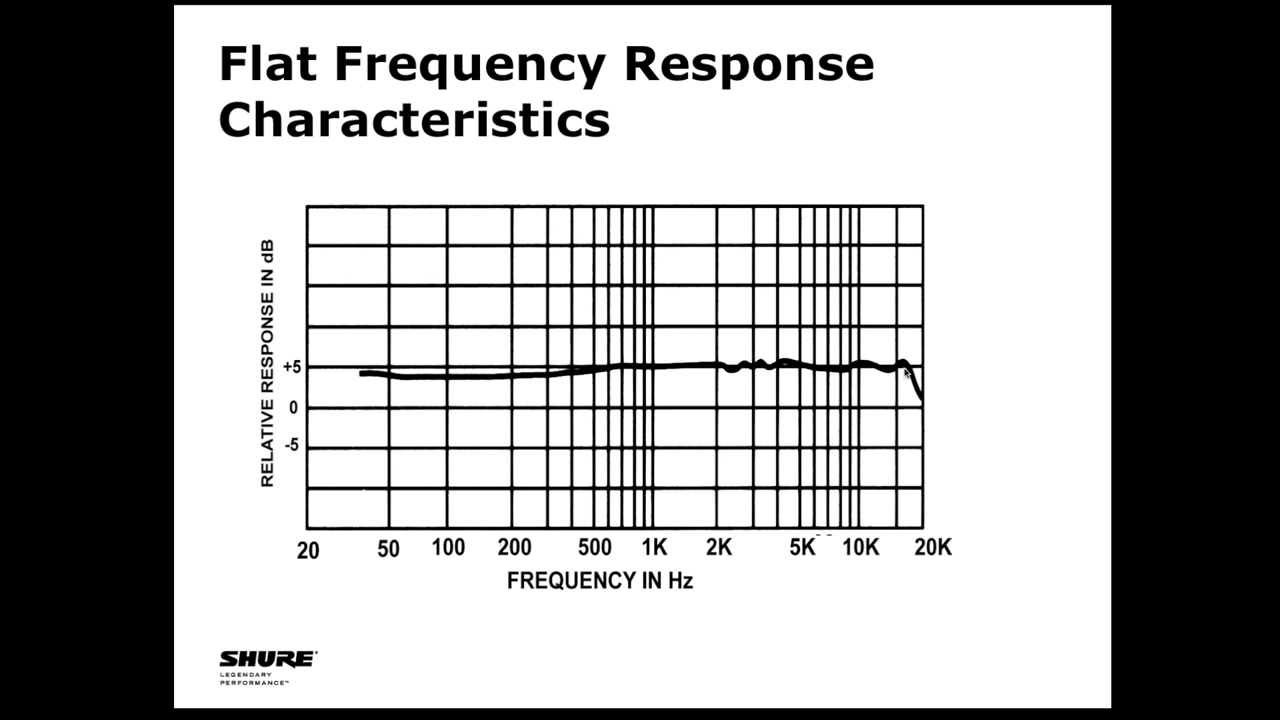 Flat Frequency Response
Characteristics
RELATIVE RESPONSE IN dB
+5
0
-5
20 50 100 200 500 1K 2K 5K 10K 20K
FREQUENCY IN Hz
SHURE
LEGENDARY
PERFORMANCE™